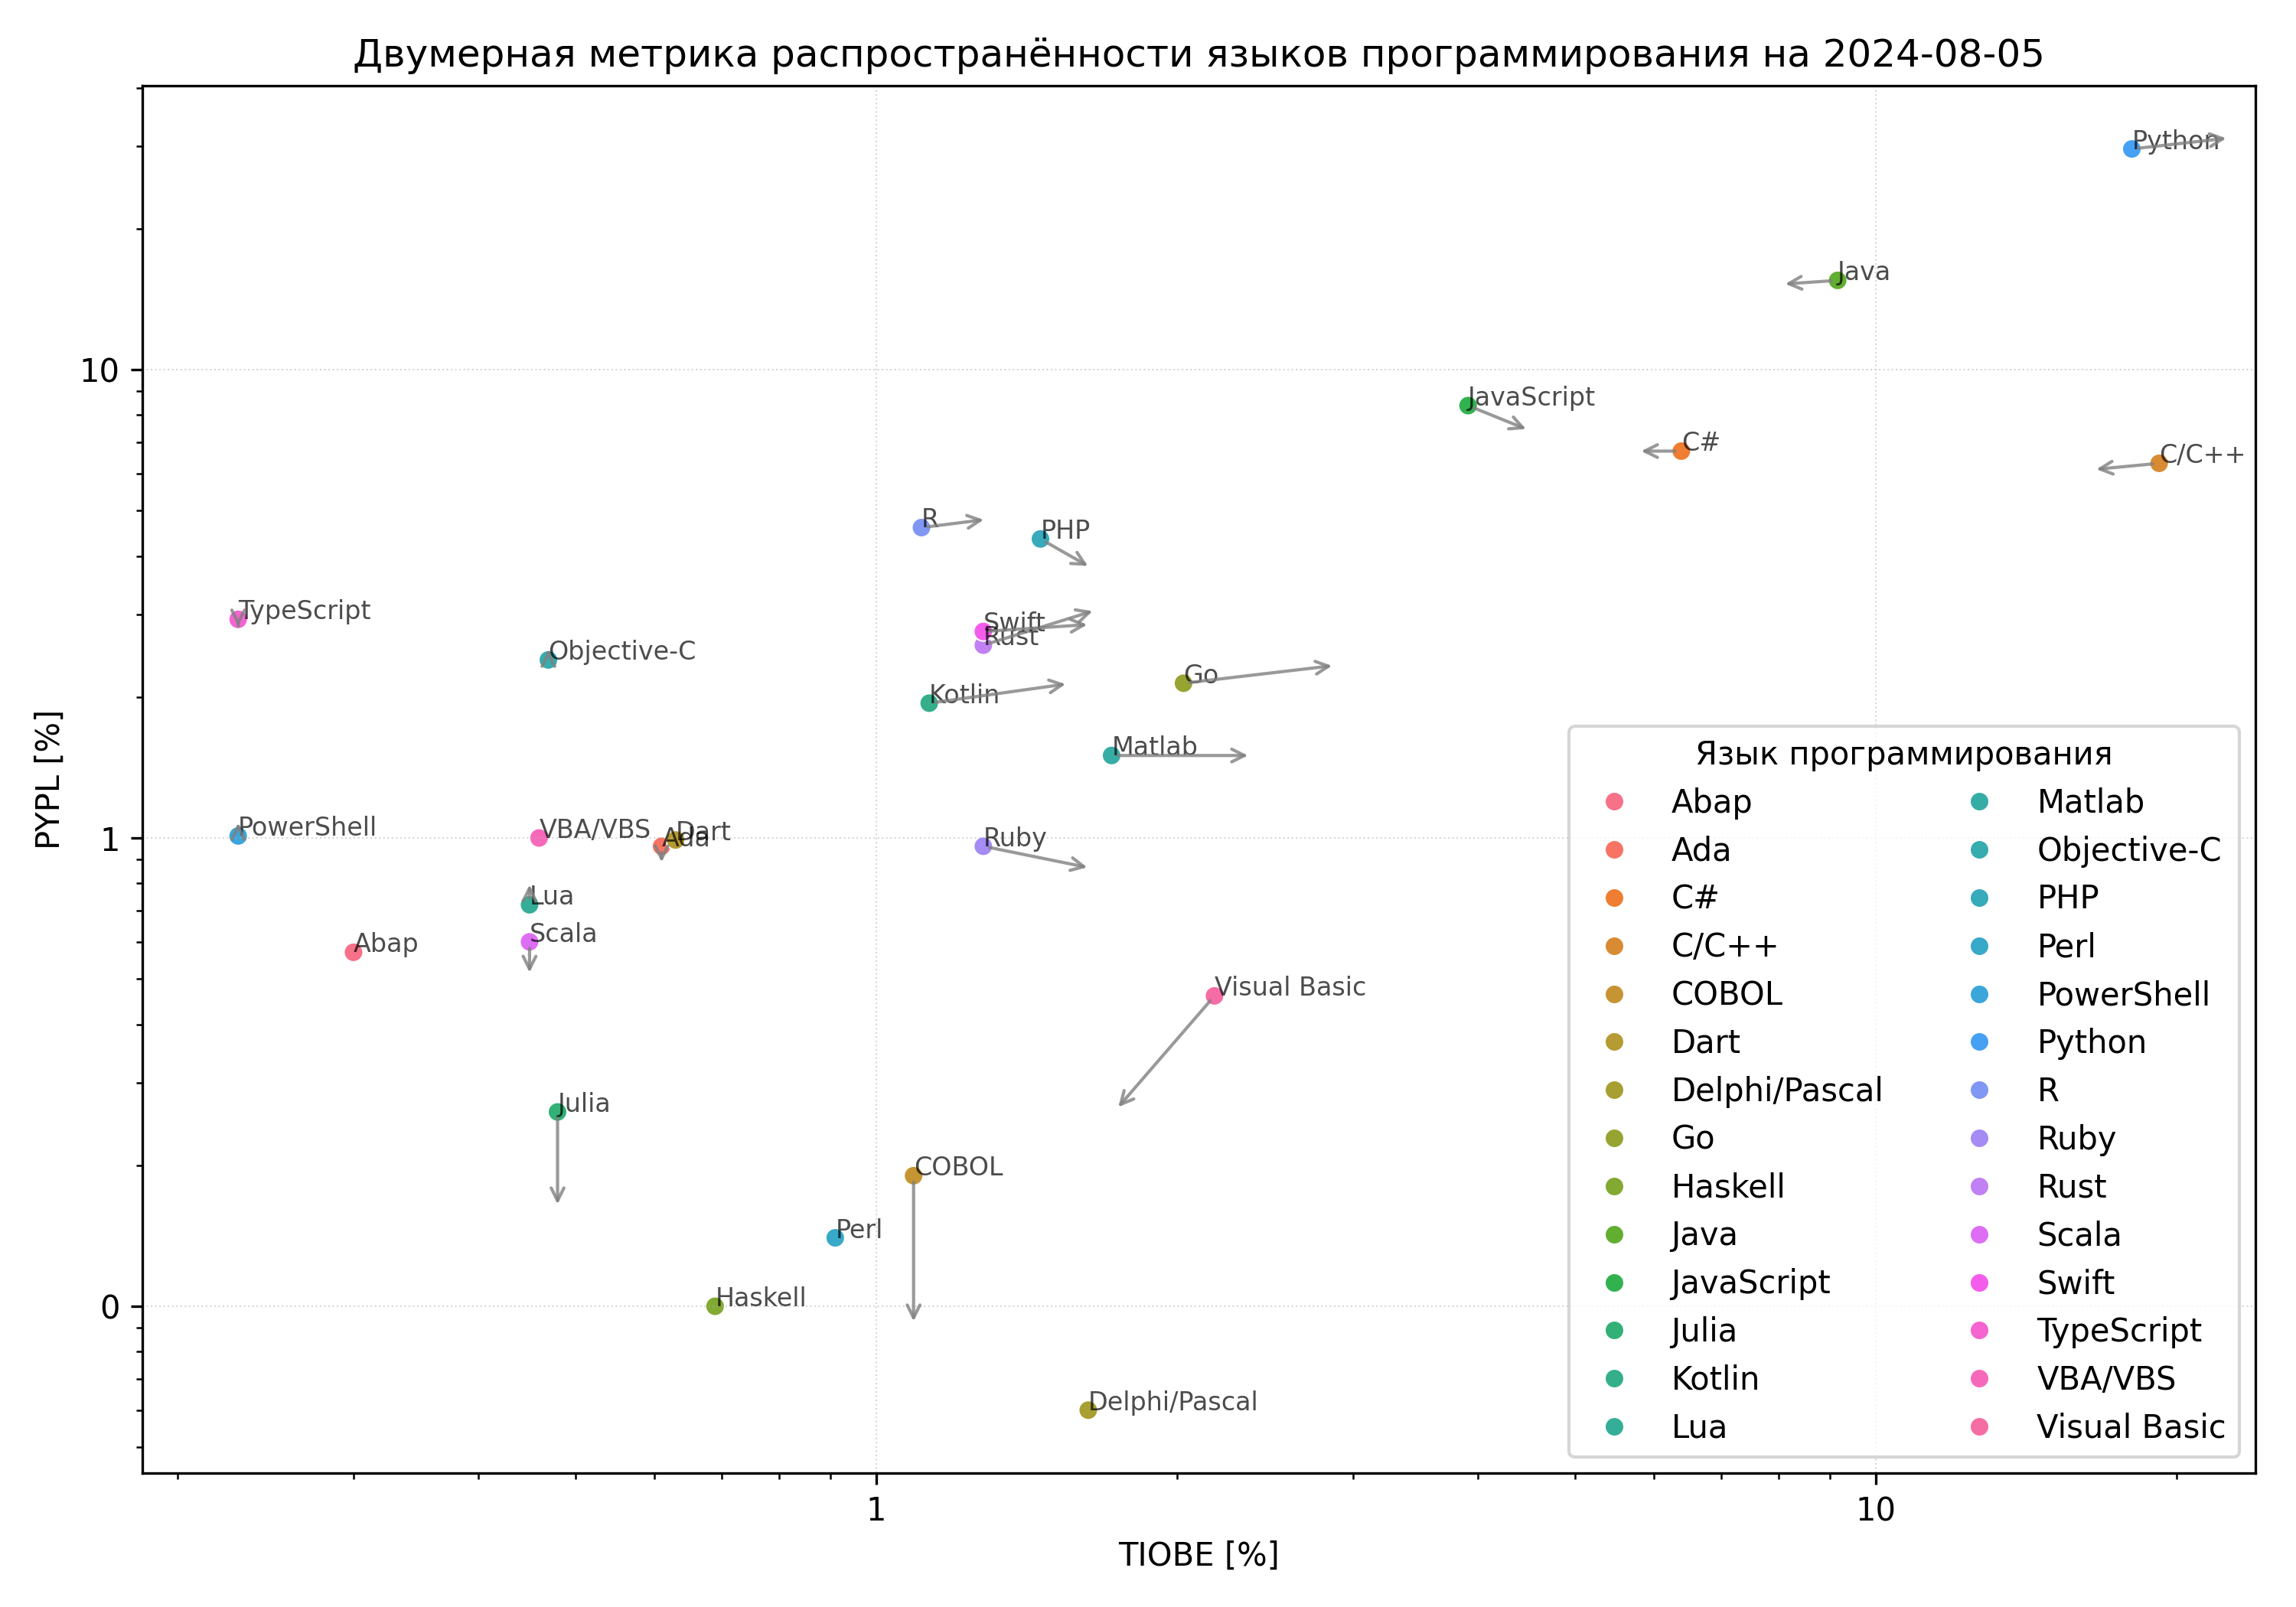 Двумерная метрика распространённости языков программирования на 2024-08-05
Python
Java
10
JavaScript
C#
C/C++
R
PHP
TypeScript
Swift
Rust
Objective-C
Go
Kotlin
Matlab
PYPL [%]
1
PowerShell
VBA/VBS
Dart
Ada
Ruby
Lua
Scala
Abap
Visual Basic
Julia
COBOL
Perl
0
Haskell
Delphi/Pascal
Язык программирования
Abap
Ada
C#
C/C++
COBOL
Dart
Delphi/Pascal
Go
Haskell
Java
JavaScript
Julia
Kotlin
Lua
Matlab
Objective-C
PHP
Perl
PowerShell
Python
R
Ruby
Rust
Scala
Swift
TypeScript
VBA/VBS
Visual Basic
1
10
TIOBE [%]